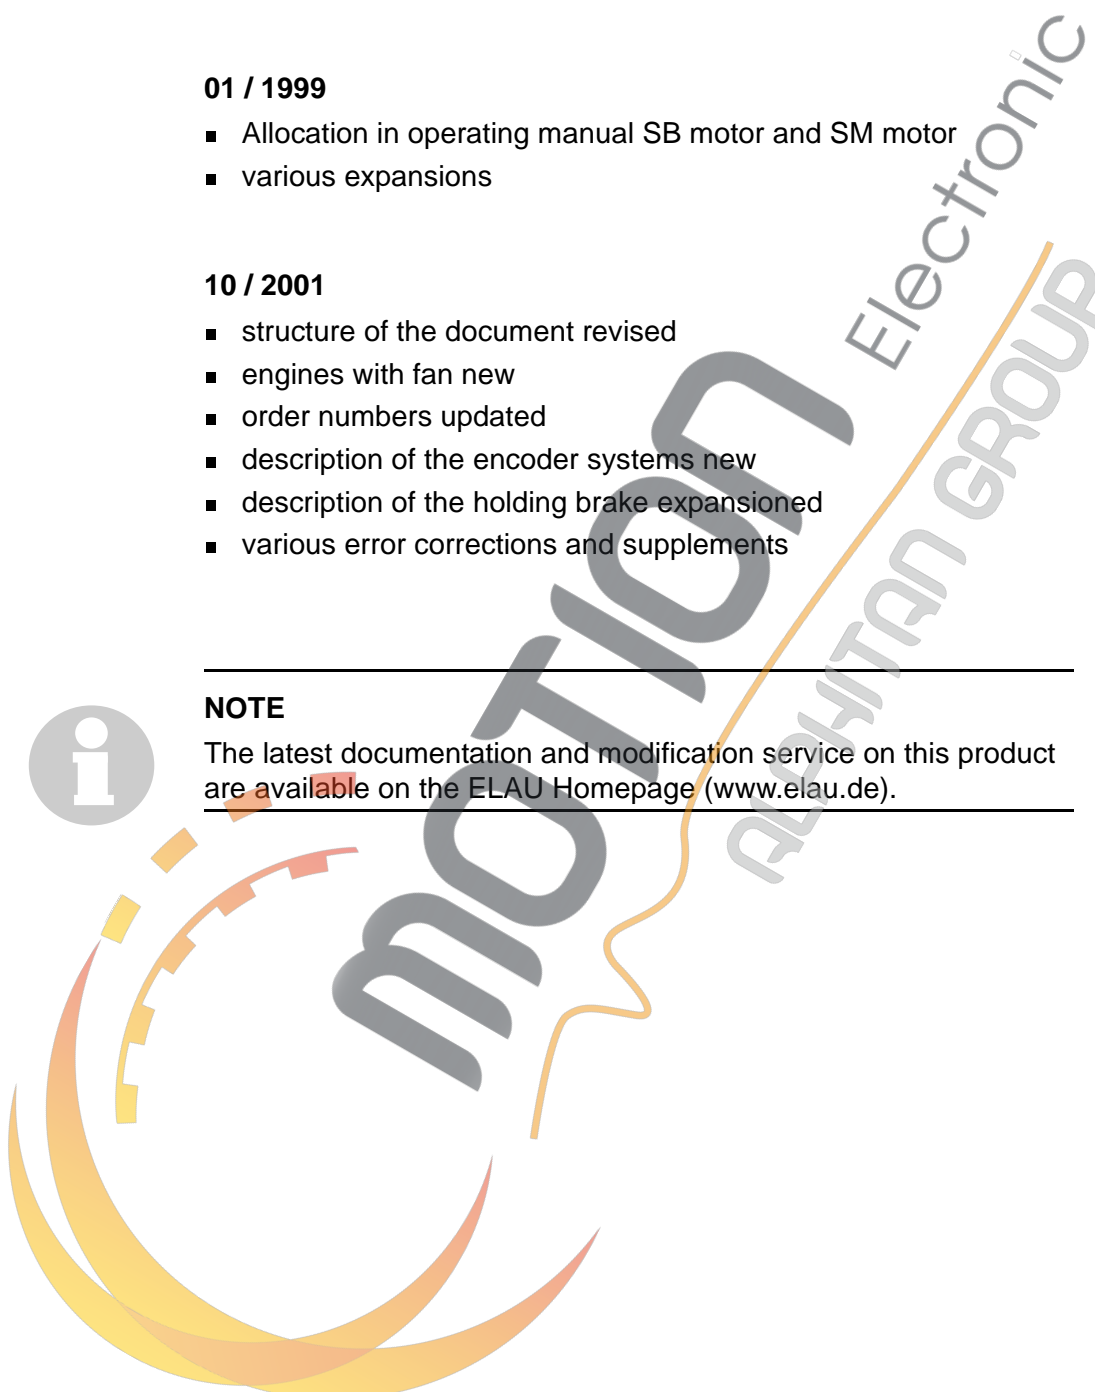 01 / 1999
■ Allocation in operating manual SB motor and SM motor
■ various expansions
10 / 2001
■ structure of the document revised
■ engines with fan new
■ order numbers updated
■ description of the encoder systems new
■ description of the holding brake expansioned
■ various error corrections and supplements
i
NOTE
The latest documentation and modification service on this product
are available on the ELAU Homepage (www.elau.de).
MOTION
Electronic
ALPHITAN GROUP